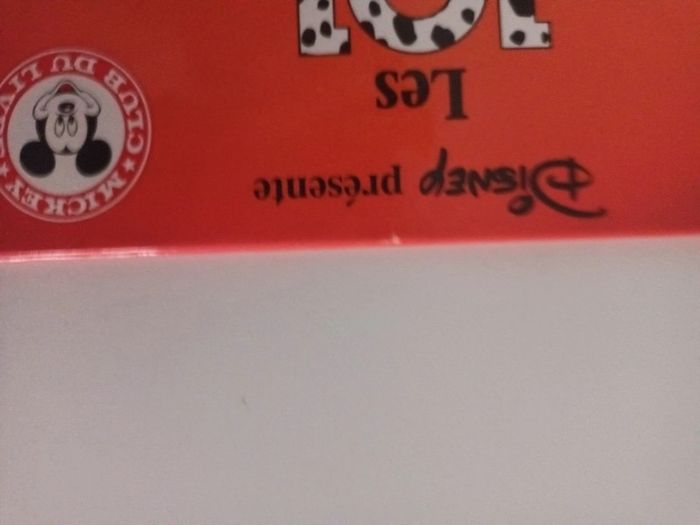 Disney présente
Les
101
MICKEY ★ CLUB DU LIVRE ★